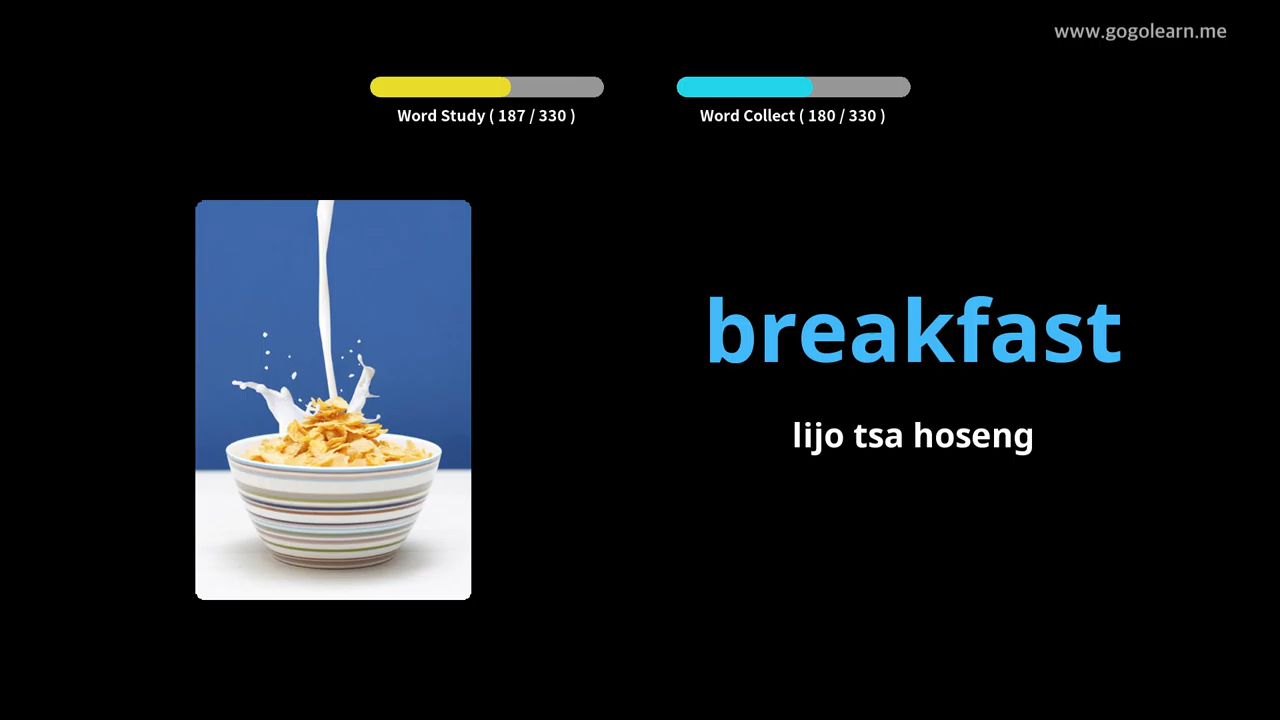 www.gogolearn.me
Word Study ( 187 / 330 )
Word Collect ( 180 / 330 )
breakfast
lijo tsa hoseng